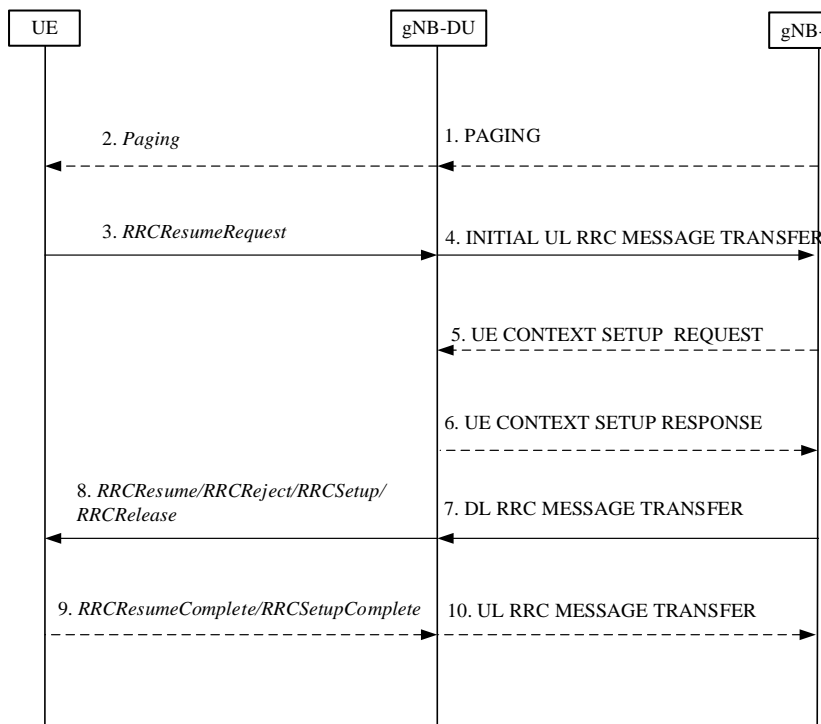 UE
gNB-DU
gNB-
2. Paging
1. PAGING
3. RRCResumeRequest
4. INITIAL UL RRC MESSAGE TRANSFER
5. UE CONTEXT SETUP REQUEST
6. UE CONTEXT SETUP RESPONSE
8. RRCResume/RRCReject/RRCSetup/
RRCRelease
7. DL RRC MESSAGE TRANSFER
9. RRCResumeComplete/RRCSetupComplete
10. UL RRC MESSAGE TRANSFER